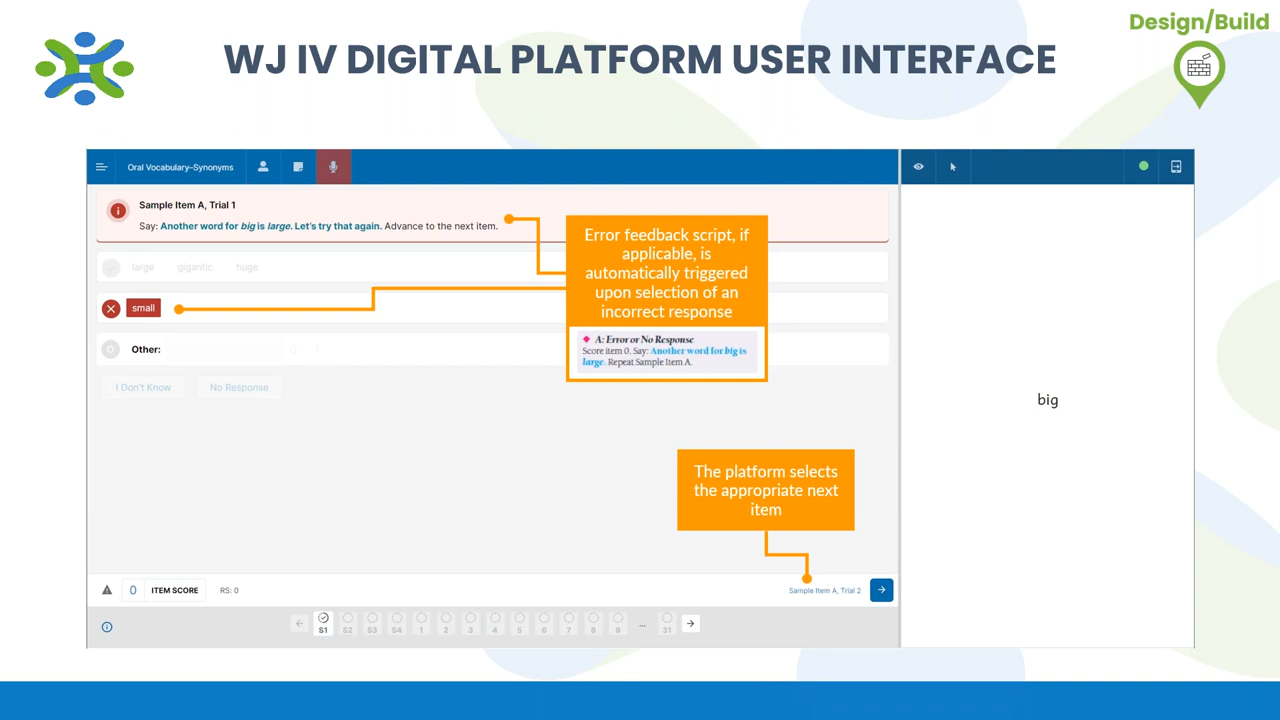 Design/Build
WJ IV DIGITAL PLATFORM USER INTERFACE
Oral Vocabulary–Synonyms
Sample Item A, Trial 1
Say: Another word for big is large. Let's try that again. Advance to the next item.
large gigantic huge
small
Other:
0
I Don't Know No Response
Error feedback script, if
applicable, is
automatically triggered
upon selection of an
incorrect response
A: Error or No Response
Score item 0. Say: Another word for big is
large. Repeat Sample Item A.
big
The platform selects
the appropriate next
item
0 ITEM SCORE RS: 0
Sample Item A, Trial 2
S1 S2 S3 S4 1 2 3 4 5 6 7 8 9 ... 31